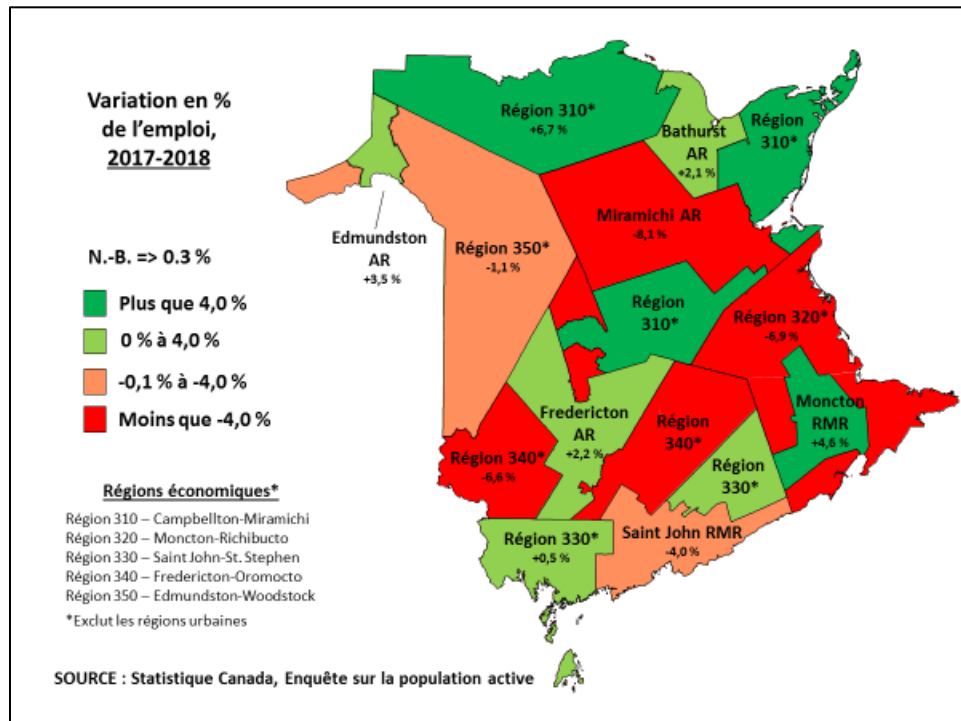 Variation en %
de l'emploi,
2017-2018
N.-B. => 0.3 %
Plus que 4,0 %
0 % à 4,0 %
-0,1 % à -4,0 %
Moins que -4,0 %
Régions économiques*
Région 310 – Campbellton-Miramichi
Région 320 – Moncton-Richibucto
Région 330 – Saint John-St. Stephen
Région 340 – Fredericton-Oromocto
Région 350 – Edmundston-Woodstock
*Exclut les régions urbaines
SOURCE : Statistique Canada, Enquête sur la population active
Région 310*
+6,7 %
Bathurst
AR
+2,1 %
Région
310*
Edmundston
AR
+3,5 %
Région 350*
-1,1 %
Miramichi AR
-8,1 %
Région
310*
Région 320*
-6,9 %
Fredericton
AR
+2,2 %
Région
340*
Moncton
RMR
+4,6 %
Région 340*
-6,6 %
Région
330*
Région 330*
+0,5 %
Saint John RMR
-4,0 %